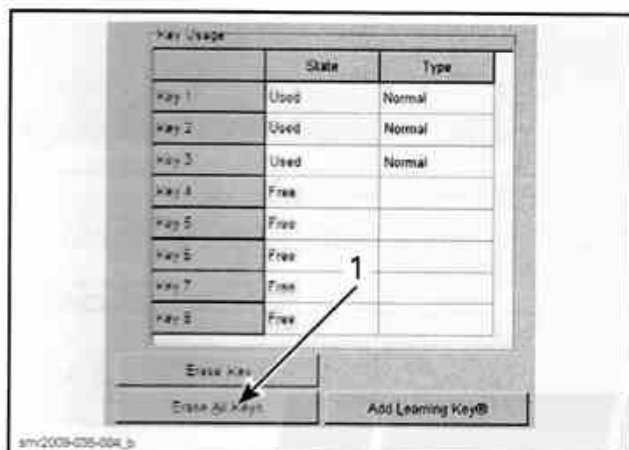 Key Usage
State Type
Key 1 Used Normal
Key 2 Used Normal
Key 3 Used Normal
Key 4 Free
Key 5 Free
Key 6 Free
Key 7 Free
Key 8 Free
1
Erase Key
Erase All Keys Add Learning Key®
smr2009-035-004_b